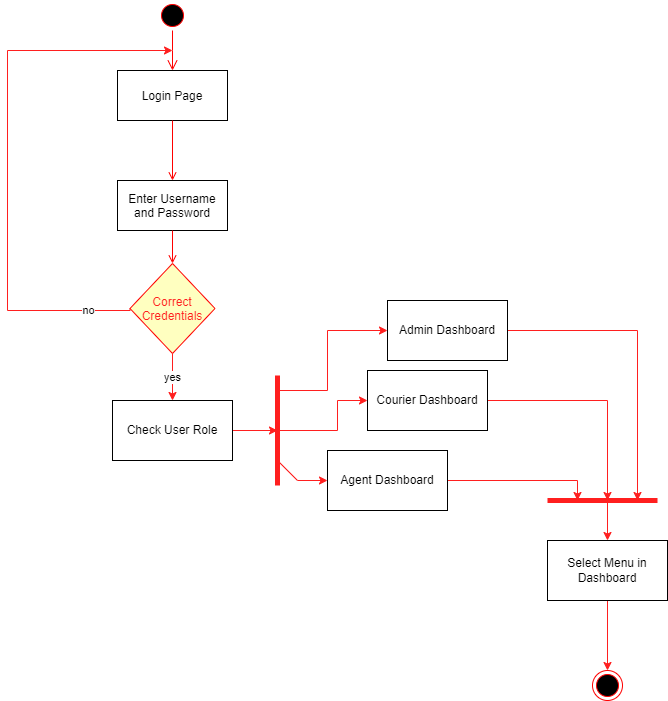 Login Page
Enter Username
and Password
Correct
Credentials
no
yes
Check User Role
Admin Dashboard
Courier Dashboard
Agent Dashboard
Select Menu in
Dashboard